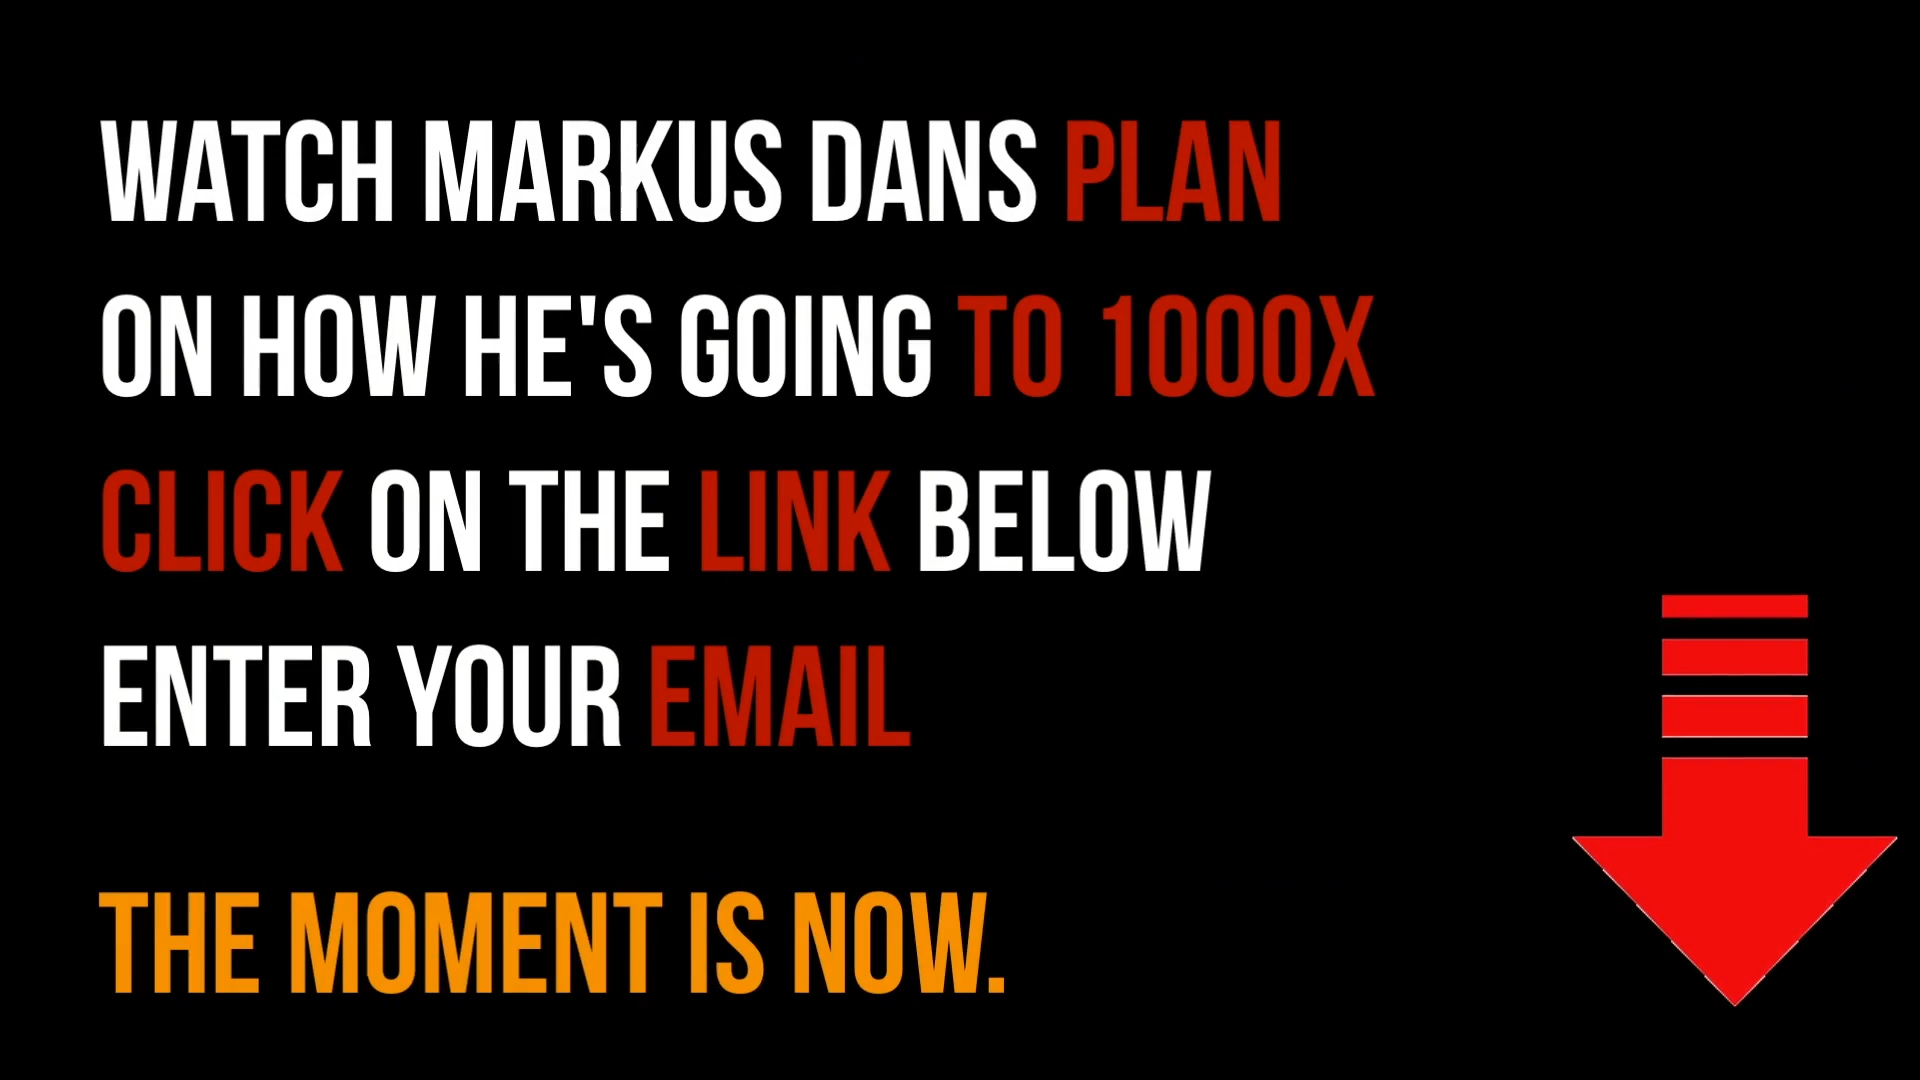 WATCH MARKUS DANS PLAN
ON HOW HE'S GOING TO 1000X
CLICK ON THE LINK BELOW
ENTER YOUR EMAIL
THE MOMENT IS NOW.